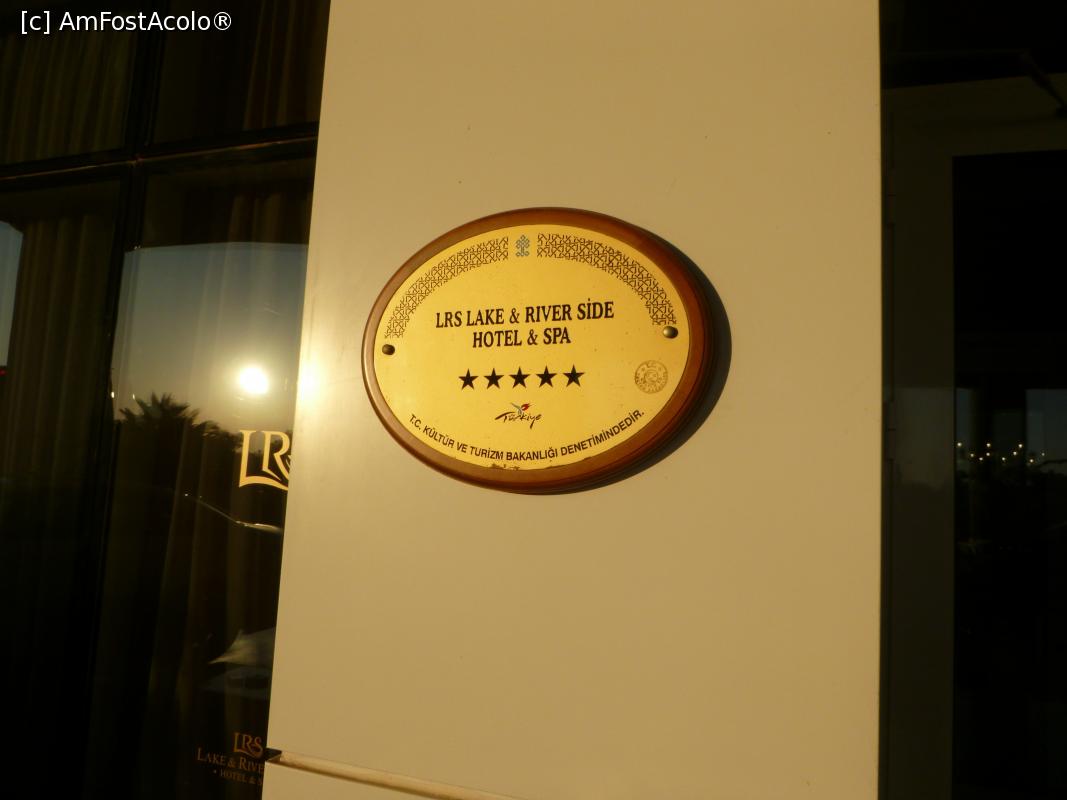 [c] AmFostAcolo®
LRS LAKE & RIVER SİDE
HOTEL & SPA
Türkiye
T.C. KÜLTÜR VE TURİZM BAKANLIĞI DENETİMİNDEDİR.
LRS
LRS
LAKE & RIVE
• HOTEL & S